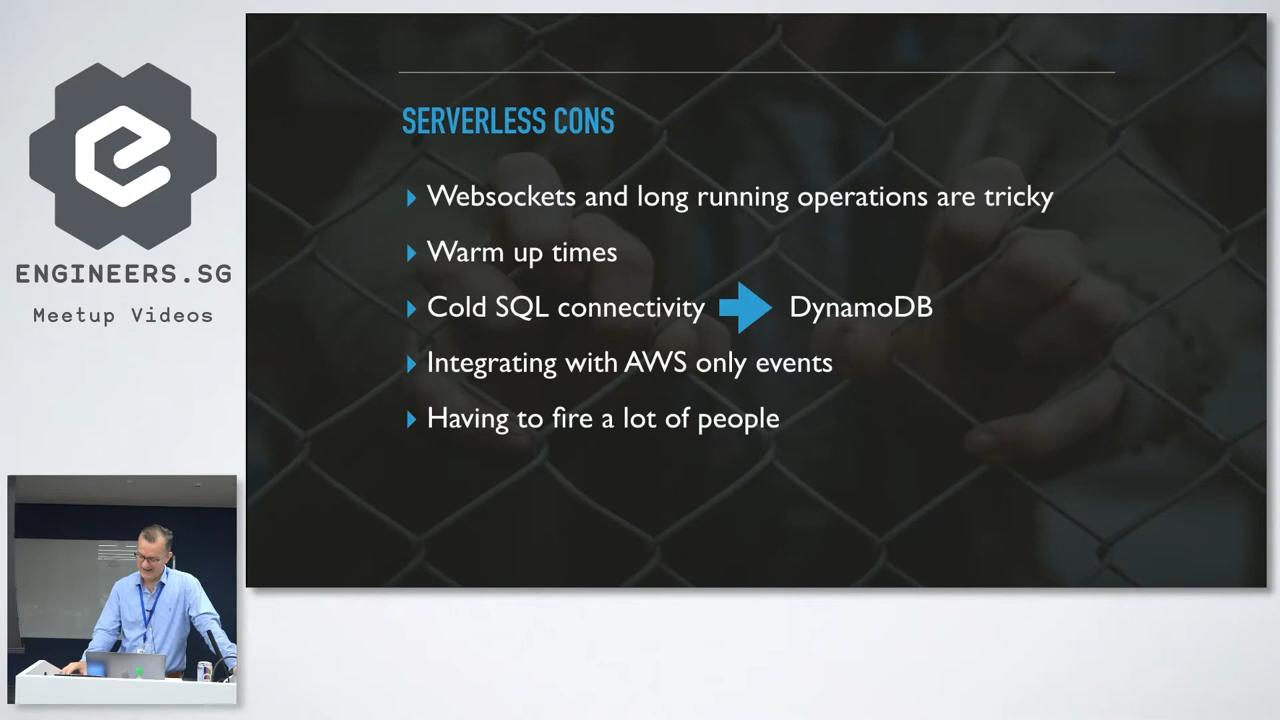 ENGINEERS.SG
Meetup Videos
SERVERLESS CONS
Websockets and long running operations are tricky
Warm up times
Cold SQL connectivity DynamoDB
Integrating with AWS only events
Having to fire a lot of people